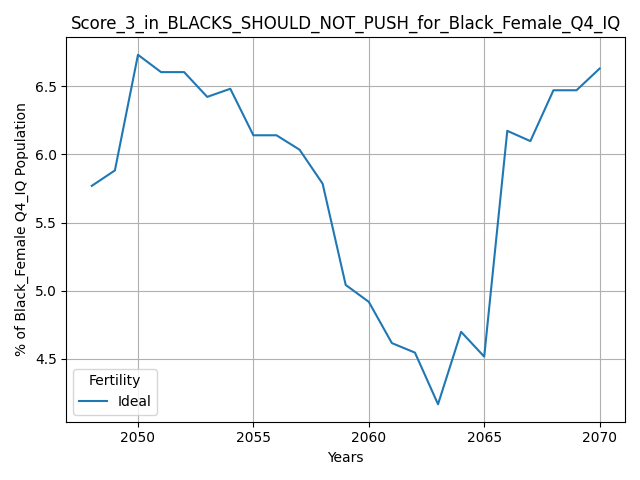 Score_3_in_BLACKS_SHOULD_NOT_PUSH_for_Black_Female_Q4_IQ
% of Black_Female Q4_IQ Population
6.5
6.0
5.5
5.0
4.5
Fertility
Ideal
2050 2055 2060 2065 2070
Years